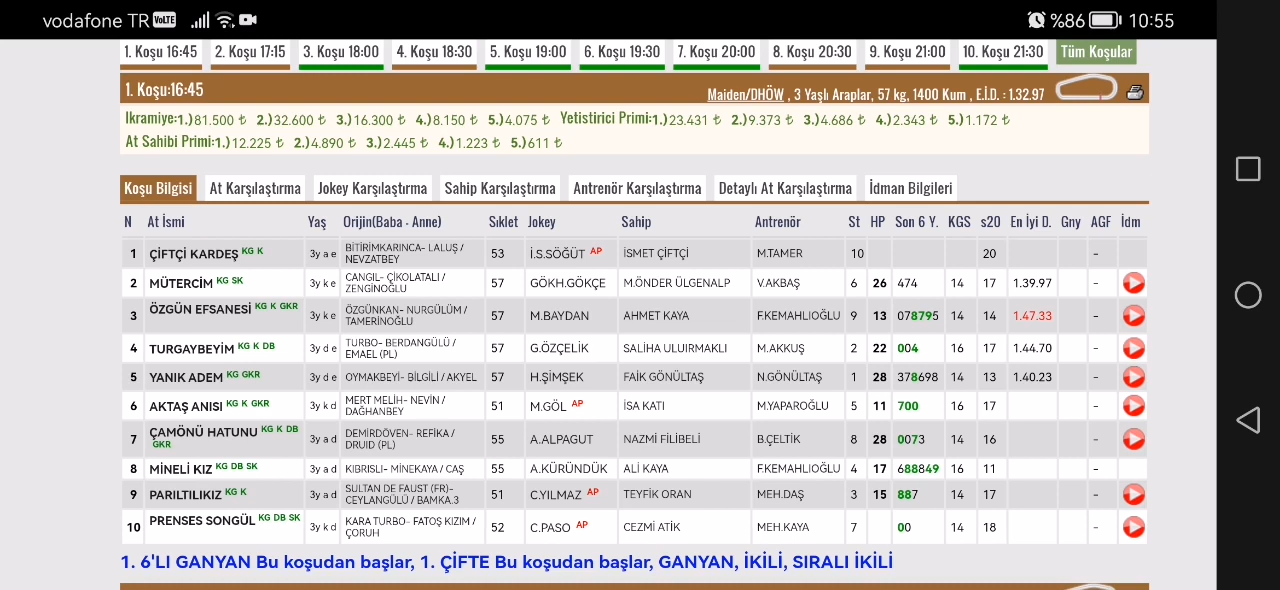 vodafone TR VoLTE %86 10:55
1. Koşu 16:45 2. Koşu 17:15 3. Koşu 18:00 4. Koşu 18:30 5. Koşu 19:00 6. Koşu 19:30 7. Koşu 20:00 8. Koşu 20:30 9. Koşu 21:00 10. Koşu 21:30 Tüm Koşular
1. Koşu:16:45
Maiden/DHÖW , 3 Yaşlı Araplar, 57 kg, 1400 Kum , E.İ.D. : 1.32.97
Ikramiye:1.)81.500 ₺ 2.)32.600 ₺ 3.)16.300 ₺ 4.)8.150 ₺ 5.)4.075 ₺ Yetistirici Primi:1.)23.431 ₺ 2.)9.373 ₺ 3.)4.686 ₺ 4.)2.343 ₺ 5.)1.172 ₺
At Sahibi Primi:1.)12.225 ₺ 2.)4.890 ₺ 3.)2.445 ₺ 4.)1.223 ₺ 5.)611 ₺
Koşu Bilgisi At Karşılaştırma Jokey Karşılaştırma Sahip Karşılaştırma Antrenör Karşılaştırma Detaylı At Karşılaştırma İdman Bilgileri
N At İsmi Yaş Orijin(Baba - Anne) Sıklet Jokey Sahip Antrenör St HP Son 6 Y. KGS s20 En İyi D. Gny AGF İdm
1 ÇİFTÇİ KARDEŞ KG K 3y a e BİTİRİMKARINCA- LALUŞ / NEVZATBEY 53 İ.S.SÖĞÜT AP İSMET ÇİFTÇİ M.TAMER 10 20 -
2 MÜTERCİM KG SK 3y k e CANGIL- ÇİKOLATALI / ZENGİNOĞLU 57 GÖKH.GÖKÇE M.ÖNDER ÜLGENALP V.AKBAŞ 6 26 474 14 17 1.39.97 -
3 ÖZGÜN EFSANESİ KG K GKR 3y k e ÖZGÜNKAN- NURGÜLÜM / TAMERİNOĞLU 57 M.BAYDAN AHMET KAYA F.KEMAHLIOĞLU 9 13 078795 14 14 1.47.33 -
4 TURGAYBEYİM KG K DB 3y d e TURBO- BERDANGÜLÜ / EMAEL (PL) 57 G.ÖZÇELİK SALİHA ULUIRMAKLI M.AKKUŞ 2 22 004 16 17 1.44.70 -
5 YANIK ADEM KG GKR 3y d e OYMAKBEYİ- BİLGİLİ / AKYEL 57 H.ŞİMŞEK FAİK GÖNÜLTAŞ N.GÖNÜLTAŞ 1 28 378698 14 13 1.40.23 -
6 AKTAŞ ANISI KG K GKR 3y k d MERT MELİH- NEVİN / DAĞHANBEY 51 M.GÖL AP İSA KATI M.YAPAROĞLU 5 11 700 16 17 -
7 ÇAMÖNÜ HATUNU KG K DB GKR 3y a d DEMİRDÖVEN- REFİKA / DRUID (PL) 55 A.ALPAGUT NAZMİ FİLİBELİ B.ÇELTİK 8 28 0073 14 16 -
8 MİNELİ KIZ KG DB SK 3y a d KIBRISLI- MİNEKAYA / CAŞ 55 A.KÜRÜNDÜK ALİ KAYA F.KEMAHLIOĞLU 4 17 688849 16 11 -
9 PARILTILIKIZ KG K 3y a d SULTAN DE FAUST (FR)- CEYLANGÜLÜ / BAMKA.3 51 C.YILMAZ AP TEYFİK ORAN MEH.DAŞ 3 15 887 14 17 -
10 PRENSES SONGÜL KG DB SK 3y k d KARA TURBO- FATOŞ KIZIM / ÇORUH 52 C.PASO AP CEZMİ ATİK MEH.KAYA 7 00 14 18 -
1. 6'LI GANYAN Bu koşudan başlar, 1. ÇİFTE Bu koşudan başlar, GANYAN, İKİLİ, SIRALI İKİLİ